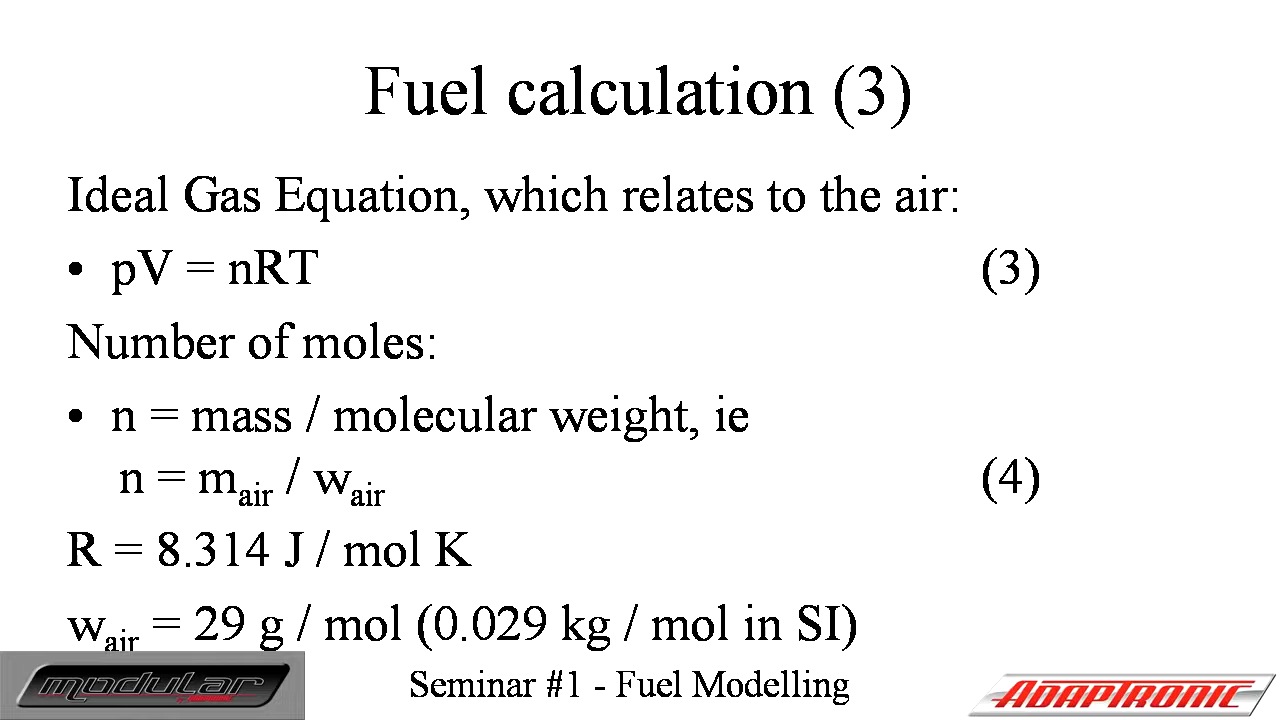 Fuel calculation (3)
Ideal Gas Equation, which relates to the air:
• pV = nRT (3)
Number of moles:
• n = mass / molecular weight, ie
n = mair / wair (4)
R = 8.314 J / mol K
wair = 29 g / mol (0.029 kg / mol in SI)
modular
Seminar #1 - Fuel Modelling
ADAPTRONIC